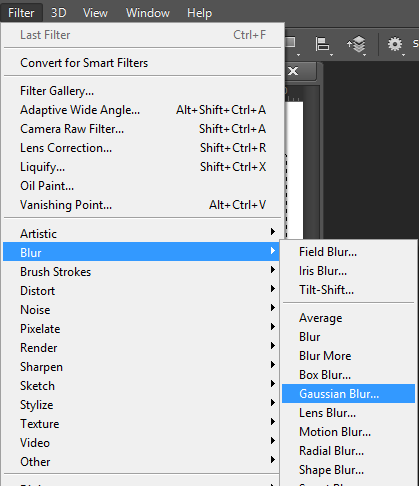 Filter 3D View Window Help
Last Filter Ctrl+F
Convert for Smart Filters
Filter Gallery...
Adaptive Wide Angle... Alt+Shift+Ctrl+A
Camera Raw Filter... Shift+Ctrl+A
Lens Correction... Shift+Ctrl+R
Liquify... Shift+Ctrl+X
Oil Paint...
Vanishing Point... Alt+Ctrl+V
Artistic
Blur
Brush Strokes
Distort
Noise
Pixelate
Render
Sharpen
Sketch
Stylize
Texture
Video
Other
Field Blur...
Iris Blur...
Tilt-Shift...
Average
Blur
Blur More
Box Blur...
Gaussian Blur...
Lens Blur...
Motion Blur...
Radial Blur...
Shape Blur...